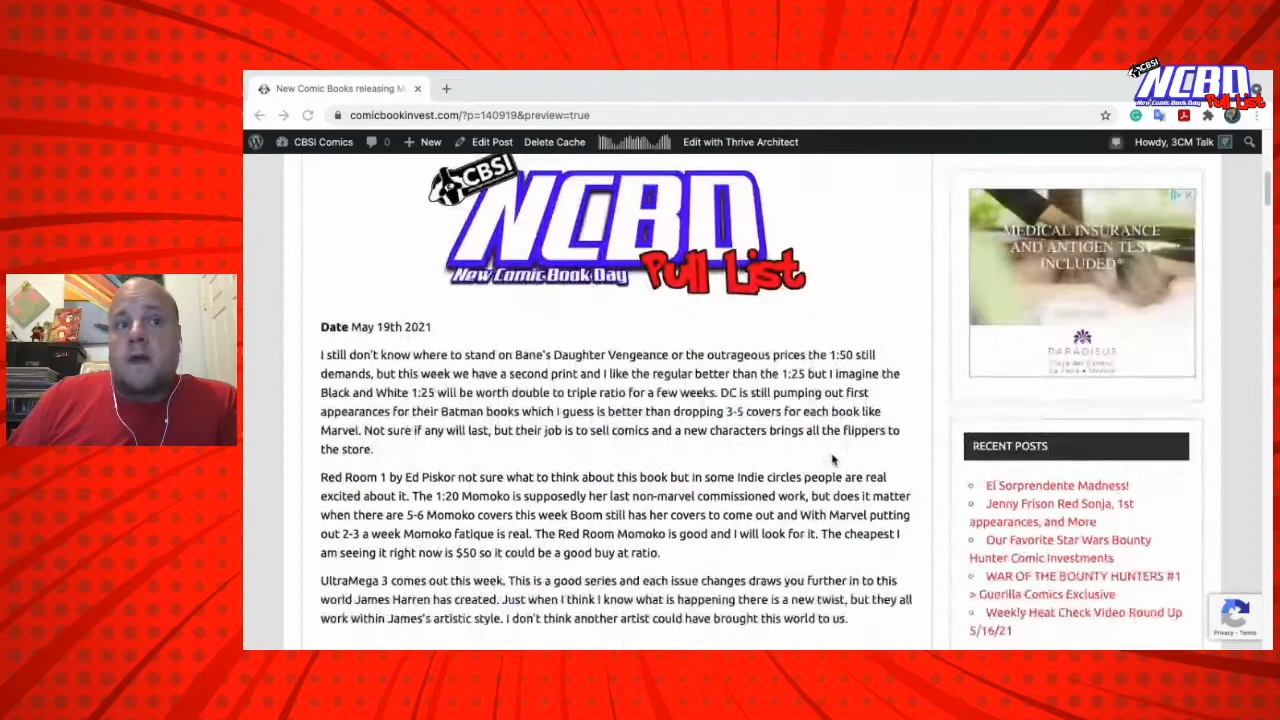 CBSI
NCBD
New Comic Book Day
Pull List
New Comic Books releasing M
comicbookinvest.com/?p=140919&preview=true
CBSI Comics
0
New
Edit Post
Delete Cache
Edit with Thrive Architect
Howdy, 3CM Talk
CBSI
NCBD
New Comic Book Day
Pull List
Date May 19th 2021
I still don't know where to stand on Bane's Daughter Vengeance or the outrageous prices the 1:50 still
demands, but this week we have a second print and I like the regular better than the 1:25 but I imagine the
Black and White 1:25 will be worth double to triple ratio for a few weeks. DC is still pumping out first
appearances for their Batman books which I guess is better than dropping 3-5 covers for each book like
Marvel. Not sure if any will last, but their job is to sell comics and a new characters brings all the flippers to
the store.
Red Room 1 by Ed Piskor not sure what to think about this book but in some Indie circles people are real
excited about it. The 1:20 Momoko is supposedly her last non-marvel commissioned work, but does it matter
when there are 5-6 Momoko covers this week Boom still has her covers to come out and With Marvel putting
out 2-3 a week Momoko fatique is real. The Red Room Momoko is good and I will look for it. The cheapest I
am seeing it right now is $50 so it could be a good buy at ratio.
UltraMega 3 comes out this week. This is a good series and each issue changes draws you further in to this
world James Harren has created. Just when I think I know what is happening there is a new twist, but they all
work within James's artistic style. I don't think another artist could have brought this world to us.
MEDICAL INSURANCE
AND ANTIGEN TEST
INCLUDED*
PARADISUS
RECENT POSTS
El Sorprendente Madness!
Jenny Frison Red Sonja, 1st
appearances, and More
Our Favorite Star Wars Bounty
Hunter Comic Investments
WAR OF THE BOUNTY HUNTERS #1
> Guerilla Comics Exclusive
Weekly Heat Check Video Round Up
5/16/21
Privacy - Terms
CBSI